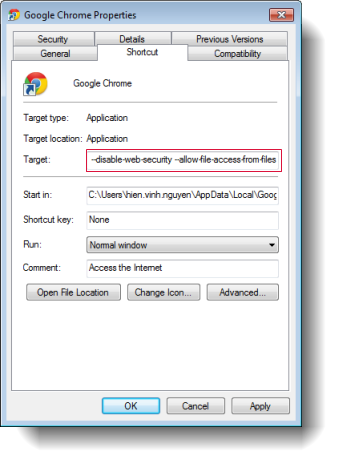 Google Chrome Properties
Security Details Previous Versions
General Shortcut Compatibility
Google Chrome
Target type: Application
Target location: Application
Target: --disable-web-security --allow-file-access-from-files
Start in: C:\Users\hien.vinh.nguyen\AppData\Local\Goog
Shortcut key: None
Run: Normal window
Comment: Access the Internet
Open File Location Change Icon... Advanced...
OK Cancel Apply